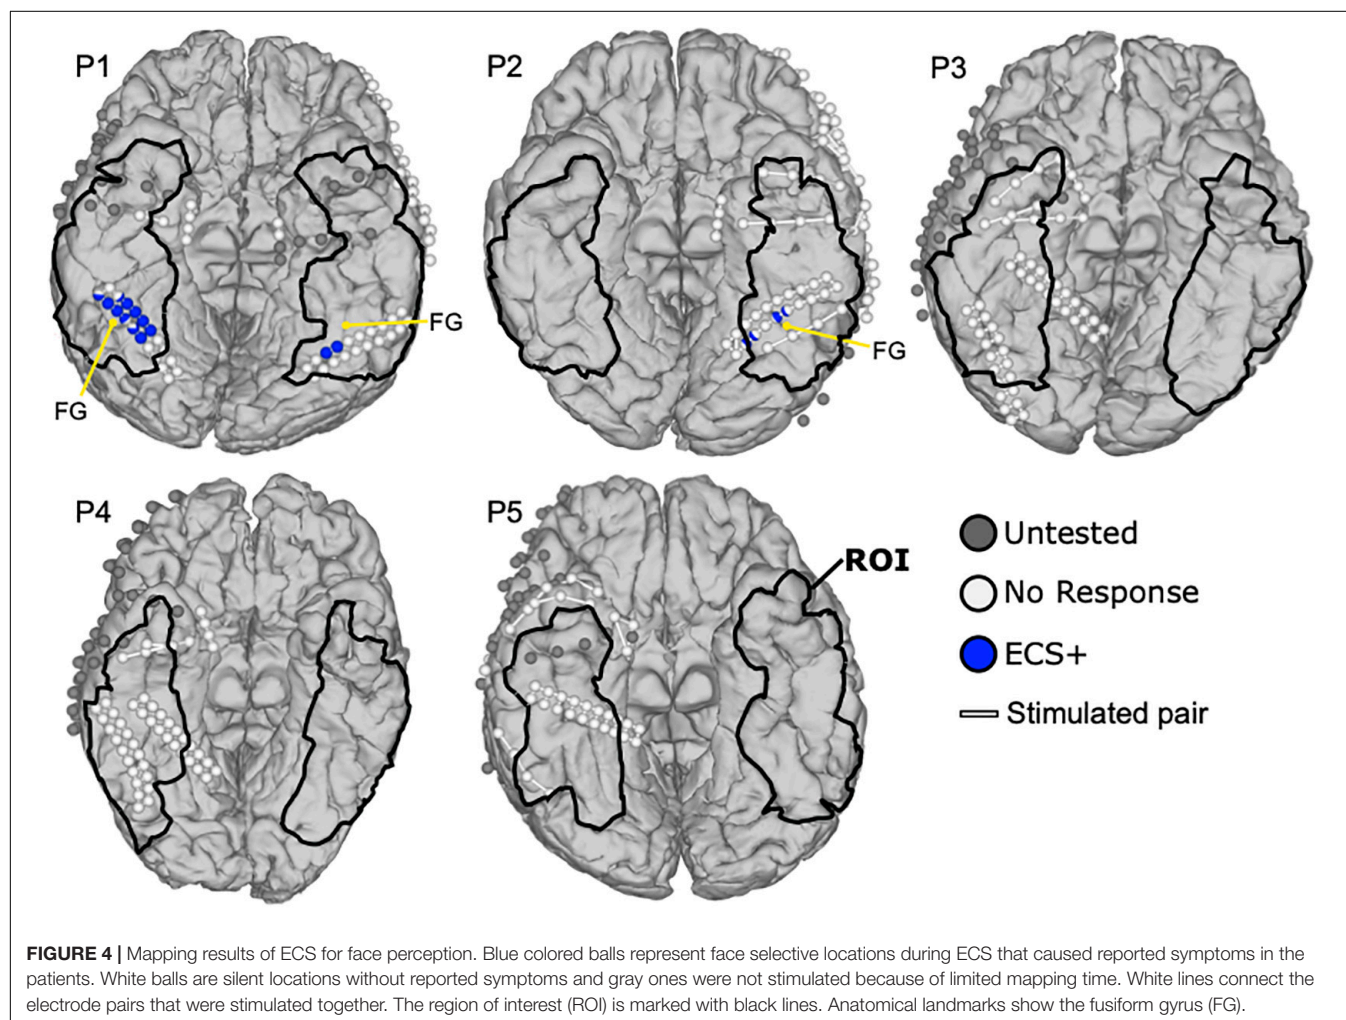 P1
P2
P3
FG
FG
FG
P4
P5
ROI
Untested
No Response
ECS+
Stimulated pair
FIGURE 4 | Mapping results of ECS for face perception. Blue colored balls represent face selective locations during ECS that caused reported symptoms in the
patients. White balls are silent locations without reported symptoms and gray ones were not stimulated because of limited mapping time. White lines connect the
electrode pairs that were stimulated together. The region of interest (ROI) is marked with black lines. Anatomical landmarks show the fusiform gyrus (FG).